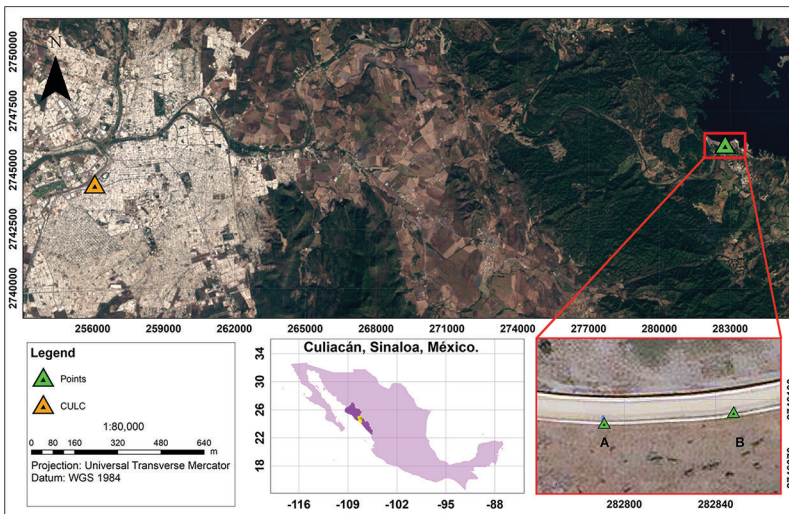 N
2750000
2747500
2745000
2742500
2740000
256000 259000 262000 265000 268000 271000 274000 277000 280000 283000
Legend
Points
CULC
1:80,000
0 80 160 320 480 640
m
Projection: Universal Transverse Mercator
Datum: WGS 1984
Culiacán, Sinaloa, México.
34
30
26
22
18
-116 -109 -102 -95 -88
A B
282800 282840